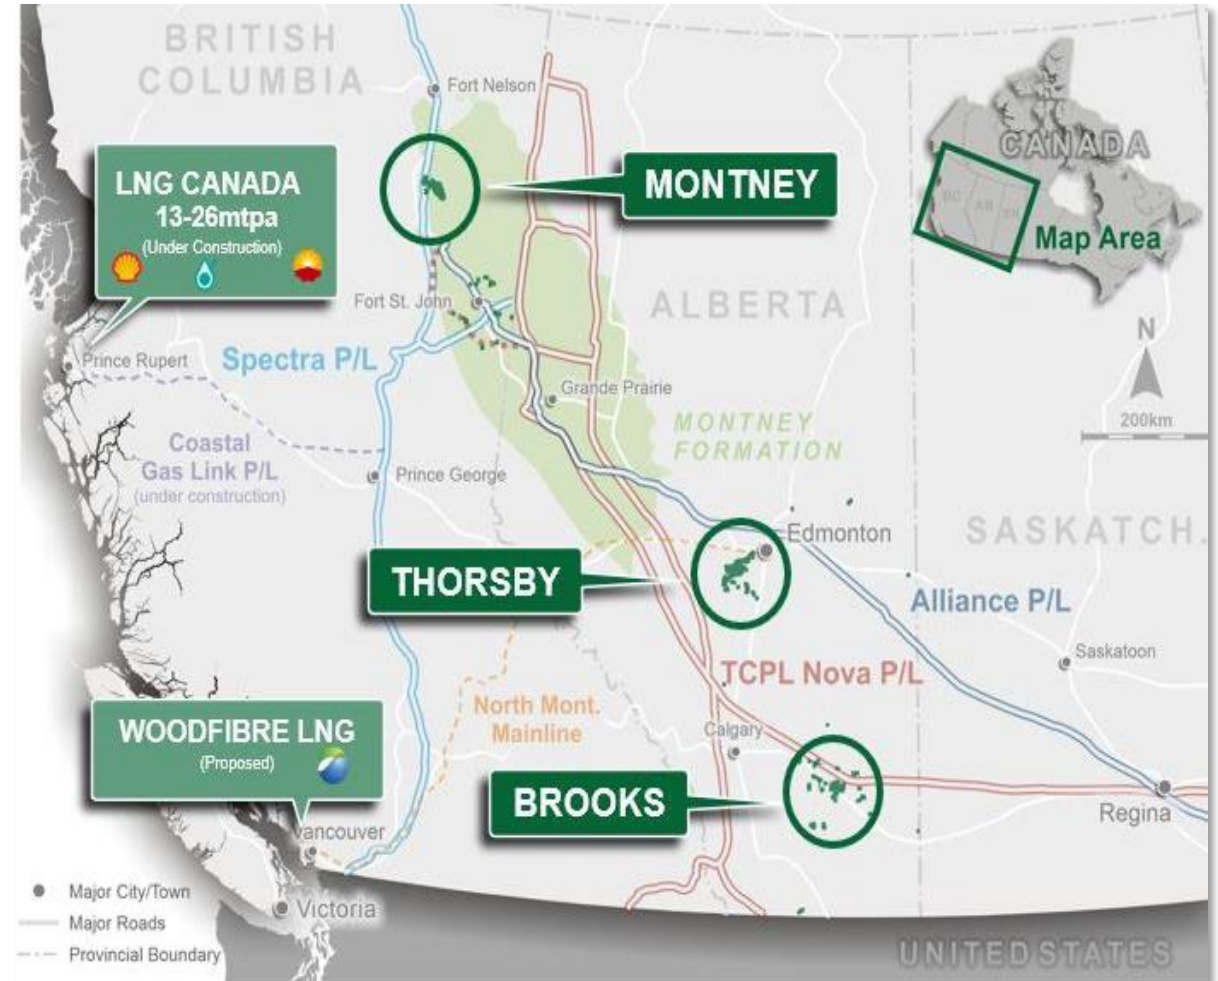 BRITISH
COLUMBIA
Fort Nelson
LNG CANADA
13-26mtpa
(Under Construction)
MONTNEY
CANADA
BC
AB
SK
Map Area
Fort St. John
ALBERTA
Prince Rupert
Spectra P/L
N
Grande Prairie
200km
MONTNEY
FORMATION
Coastal
Gas Link P/L
(under construction)
Prince George
SASKATCH.
Edmonton
THORSBY
Alliance P/L
Saskatoon
TCPL Nova P/L
North Mont.
Mainline
Calgary
WOODFIBRE LNG
(Proposed)
BROOKS
Regina
Vancouver
Major City/Town
Victoria
Major Roads
Provincial Boundary
UNITED STATES